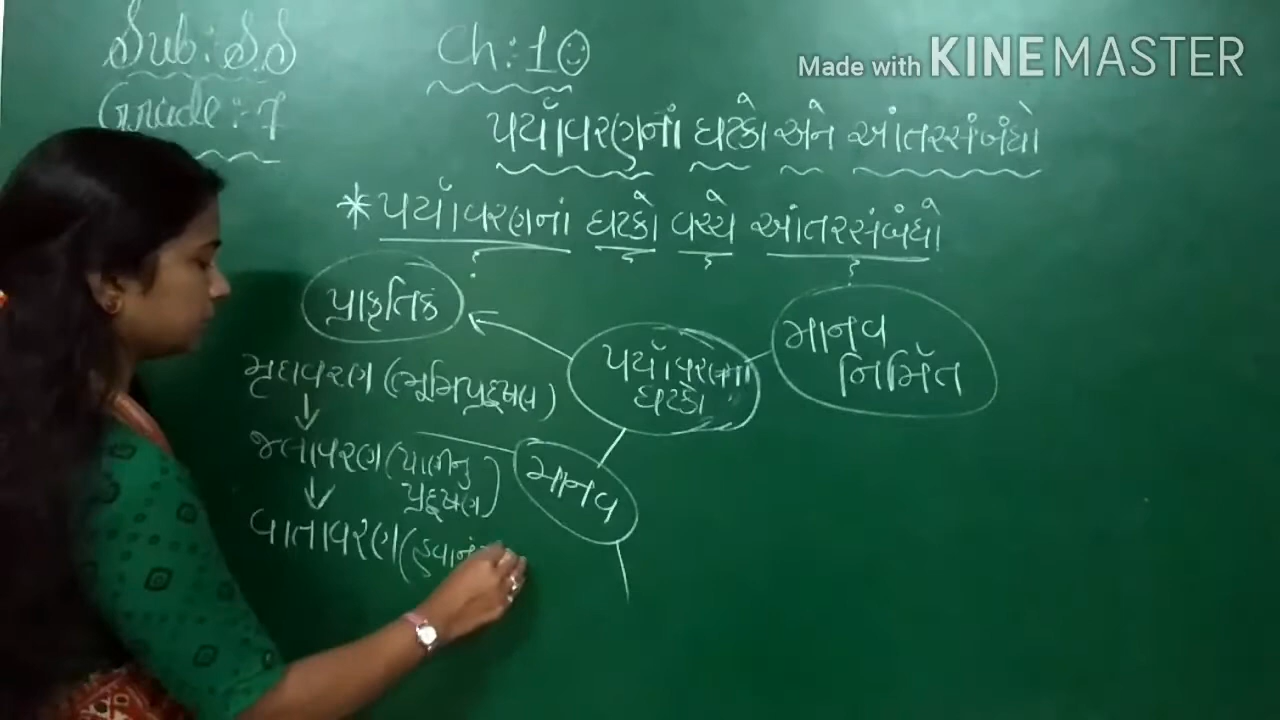 Sub : S.S
Ch : 10
Made with KINEMASTER
Grade : 7
પર્યાવરણનાં ઘટકો અને આંતરસંબંધો
* પર્યાવરણનાં ઘટકો વચ્ચે આંતરસંબંધો
પ્રાકૃતિક
માનવ
નિર્મિત
પર્યાવરણનાં
ઘટકો
મૃદાવરણ (ભૂમિપ્રદૂષણ)
જલાવરણ (પાણીનુ
પ્રદૂષણ)
માનવ
વાતાવરણ (હવાનું